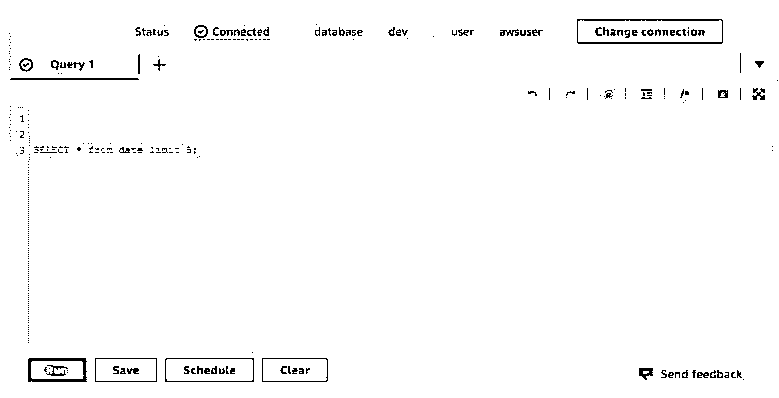 Status Connected database dev user awsuser Change connection
Query 1 +
1
2
3 SELECT * from date limit 5;
Run Save Schedule Clear Send feedback